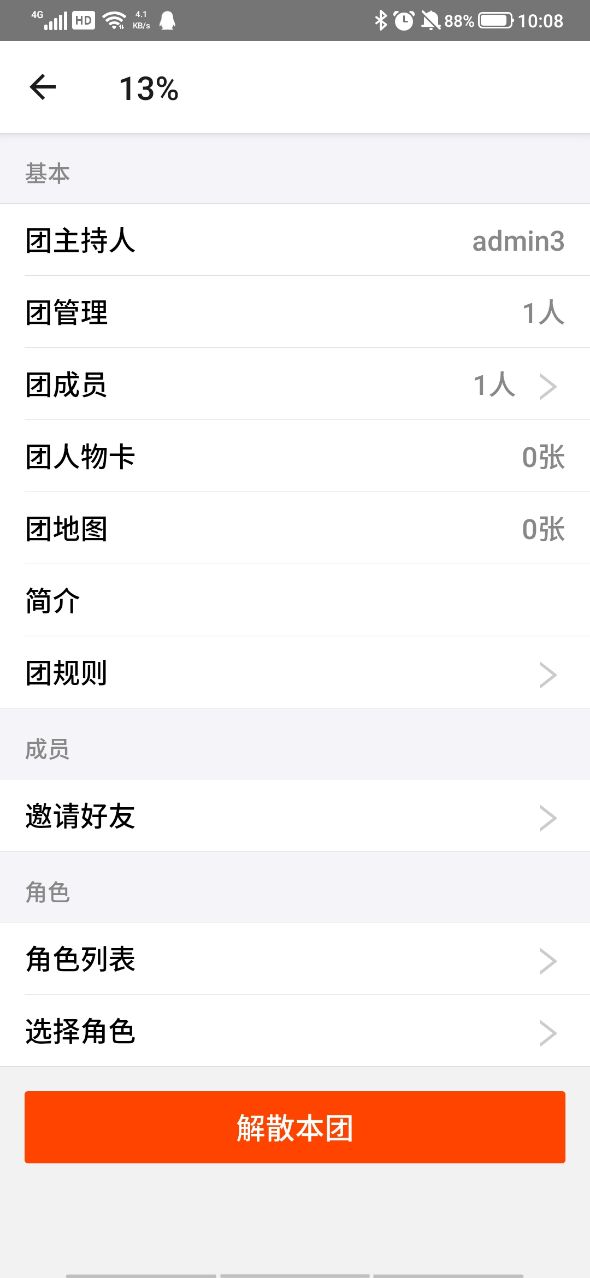 4G HD 4.1 KB/s 88% 10:08
13%
基本
团主持人 admin3
团管理 1人
团成员 1人
团人物卡 0张
团地图 0张
简介
团规则
成员
邀请好友
角色
角色列表
选择角色
解散本团